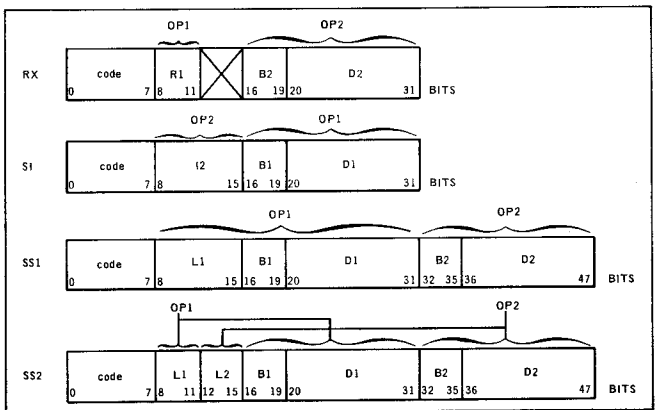 OP1 OP2
RX code R1 B2 D2
0 7 8 11 16 19 20 31 BITS
OP2 OP1
SI code I2 B1 D1
0 7 8 15 16 19 20 31 BITS
OP1 OP2
SS1 code L1 B1 D1 B2 D2
0 7 8 15 16 19 20 31 32 35 36 47 BITS
OP1 OP2
SS2 code L1 L2 B1 D1 B2 D2
0 7 8 11 12 15 16 19 20 31 32 35 36 47 BITS